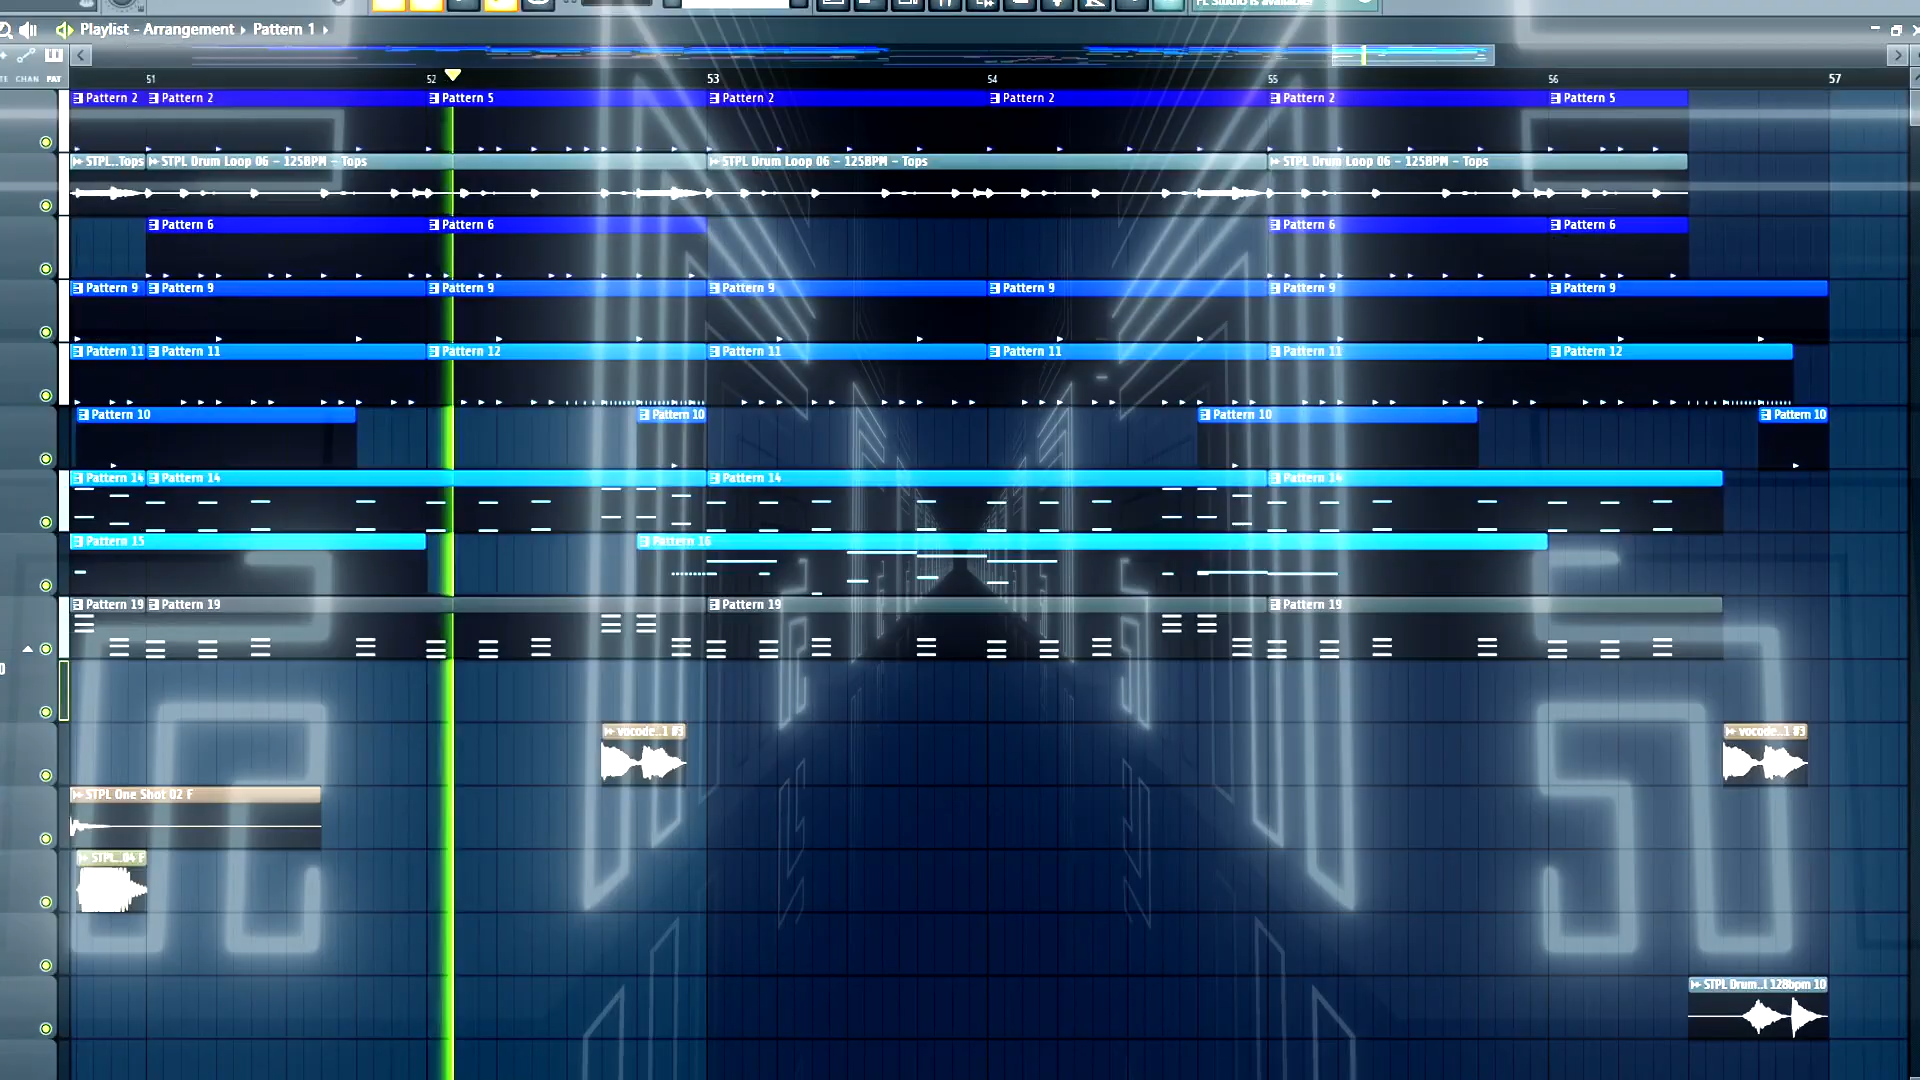 FL Studio is available!
Playlist - Arrangement › Pattern 1 ›
CHAN PAT
51 52 53 54 55 56 57
Pattern 2 Pattern 2 Pattern 5 Pattern 2 Pattern 2 Pattern 2 Pattern 5
STPL..Tops STPL Drum Loop 06 - 125BPM - Tops STPL Drum Loop 06 - 125BPM - Tops STPL Drum Loop 06 - 125BPM - Tops
Pattern 6 Pattern 6 Pattern 6 Pattern 6
Pattern 9 Pattern 9 Pattern 9 Pattern 9 Pattern 9 Pattern 9 Pattern 9
Pattern 11 Pattern 11 Pattern 12 Pattern 11 Pattern 11 Pattern 11 Pattern 12
Pattern 10 Pattern 10 Pattern 10 Pattern 10
Pattern 14 Pattern 14 Pattern 14 Pattern 14
Pattern 15 Pattern 16
Pattern 19 Pattern 19 Pattern 19 Pattern 19
vocode..1 #3 vocode..1 #3
STPL One Shot 02 F
STPL..04 F
STPL Drum..l 128bpm 10